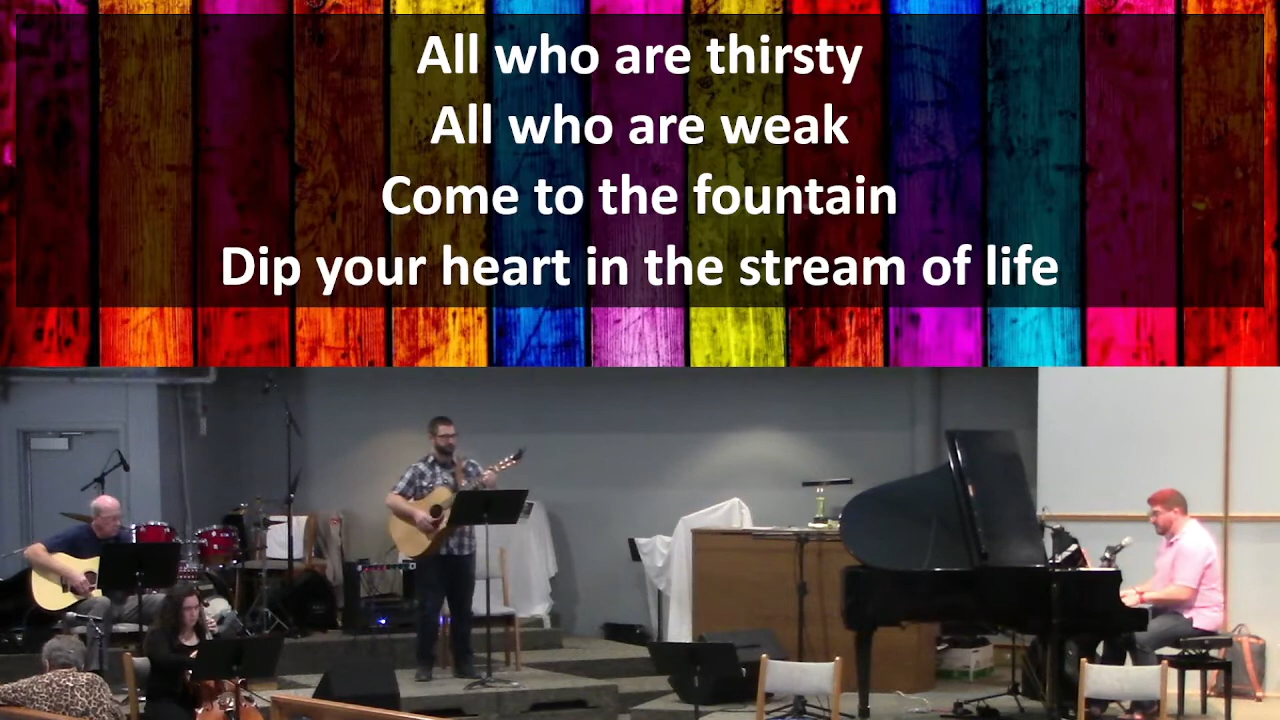 All who are thirsty
All who are weak
Come to the fountain
Dip your heart in the stream of life